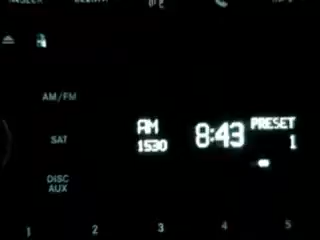 AM/FM
AM 8:43 PRESET
1530 1
SAT
DISC
AUX
1 2 3 4 5